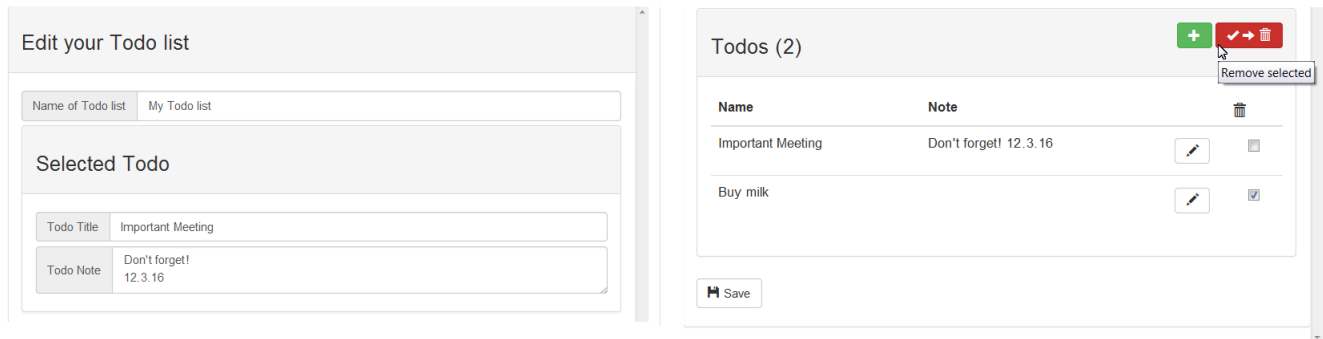 Edit your Todo list
Name of Todo list My Todo list
Selected Todo
Todo Title Important Meeting
Todo Note Don't forget!
12.3.16
Todos (2)
Remove selected
Name Note
Important Meeting Don't forget! 12.3.16
Buy milk
Save